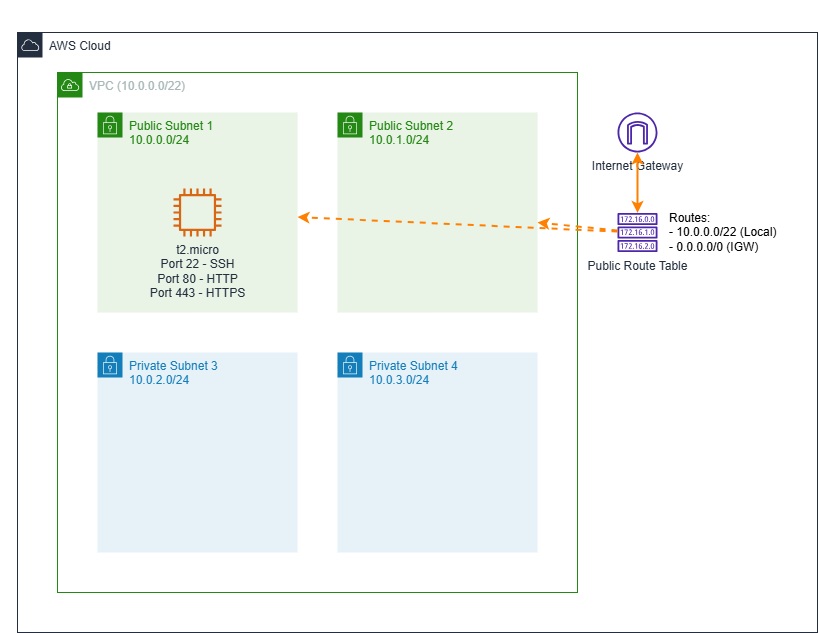 AWS Cloud
VPC (10.0.0.0/22)
Public Subnet 1
10.0.0.0/24
Public Subnet 2
10.0.1.0/24
Internet Gateway
t2.micro
Port 22 - SSH
Port 80 - HTTP
Port 443 - HTTPS
172.16.0.0
172.16.1.0
172.16.2.0
Routes:
- 10.0.0.0/22 (Local)
- 0.0.0.0/0 (IGW)
Public Route Table
Private Subnet 3
10.0.2.0/24
Private Subnet 4
10.0.3.0/24